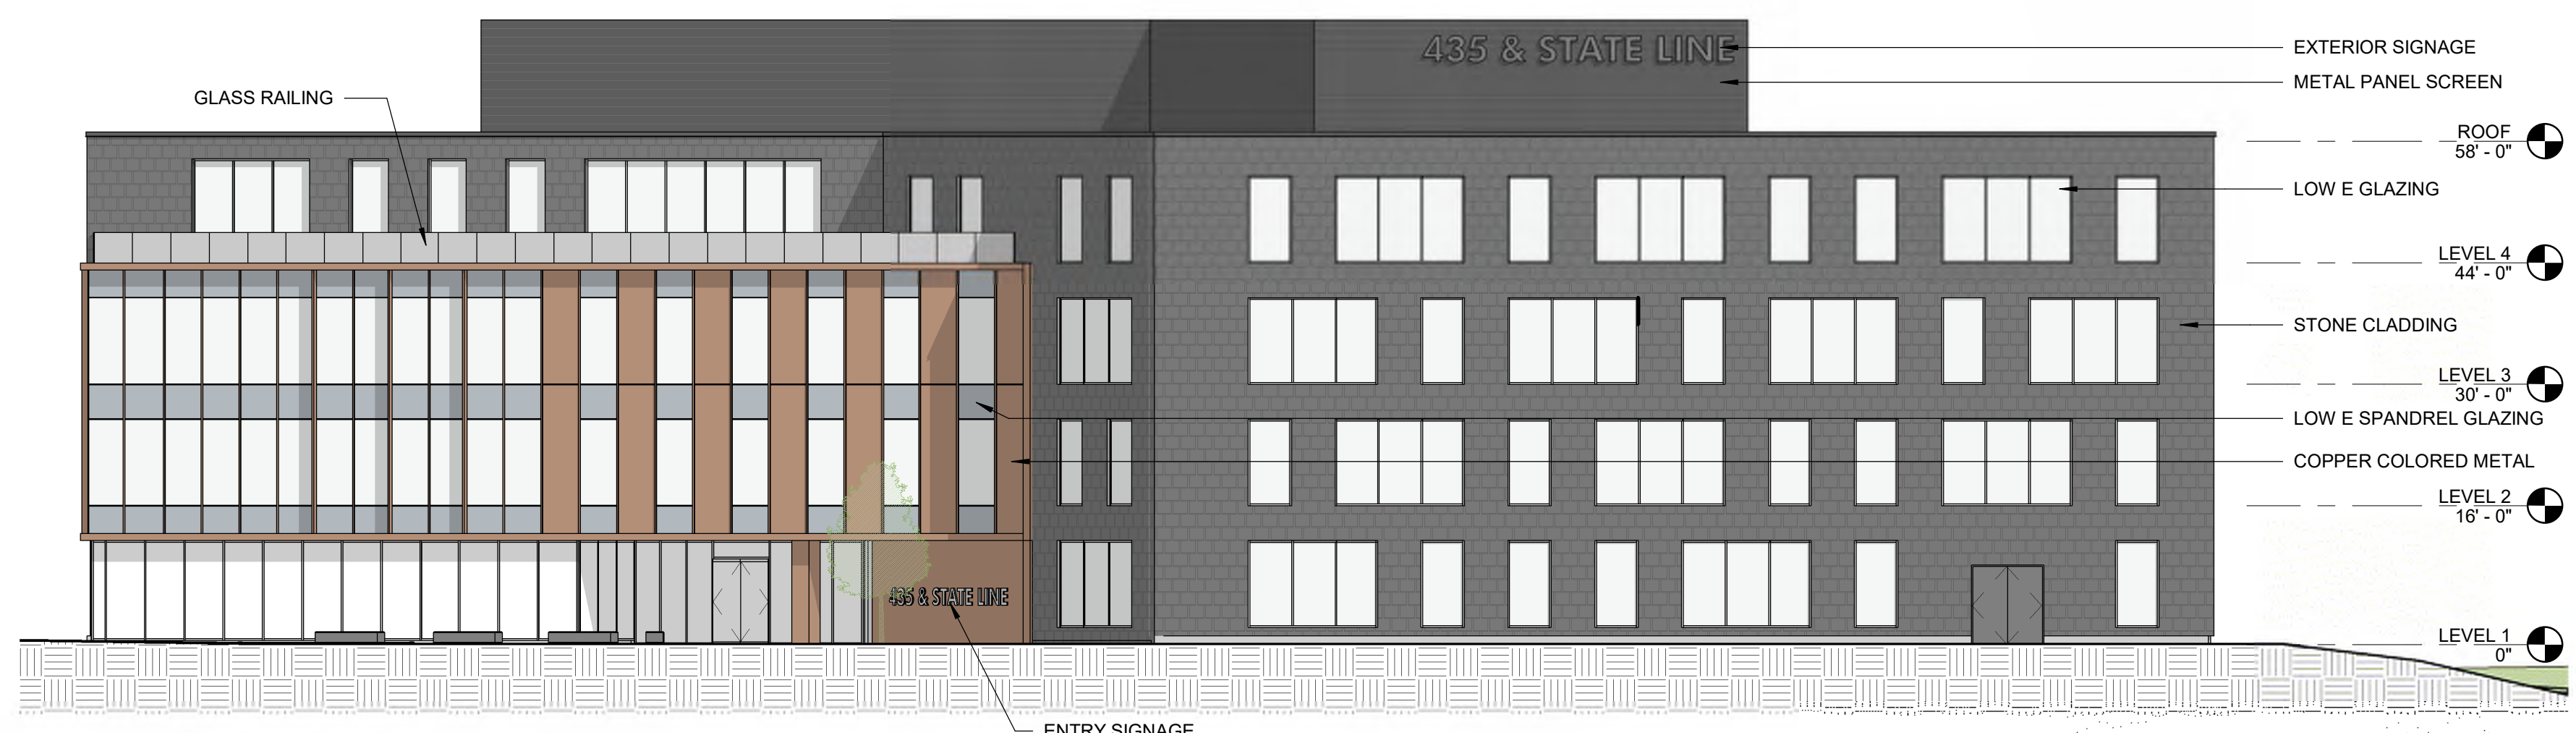 435 & STATE LINE
EXTERIOR SIGNAGE
METAL PANEL SCREEN
GLASS RAILING
ROOF
58' - 0"
LOW E GLAZING
LEVEL 4
44' - 0"
STONE CLADDING
LEVEL 3
30' - 0"
LOW E SPANDREL GLAZING
COPPER COLORED METAL
LEVEL 2
16' - 0"
435 & STATE LINE
LEVEL 1
0"
ENTRY SIGNAGE